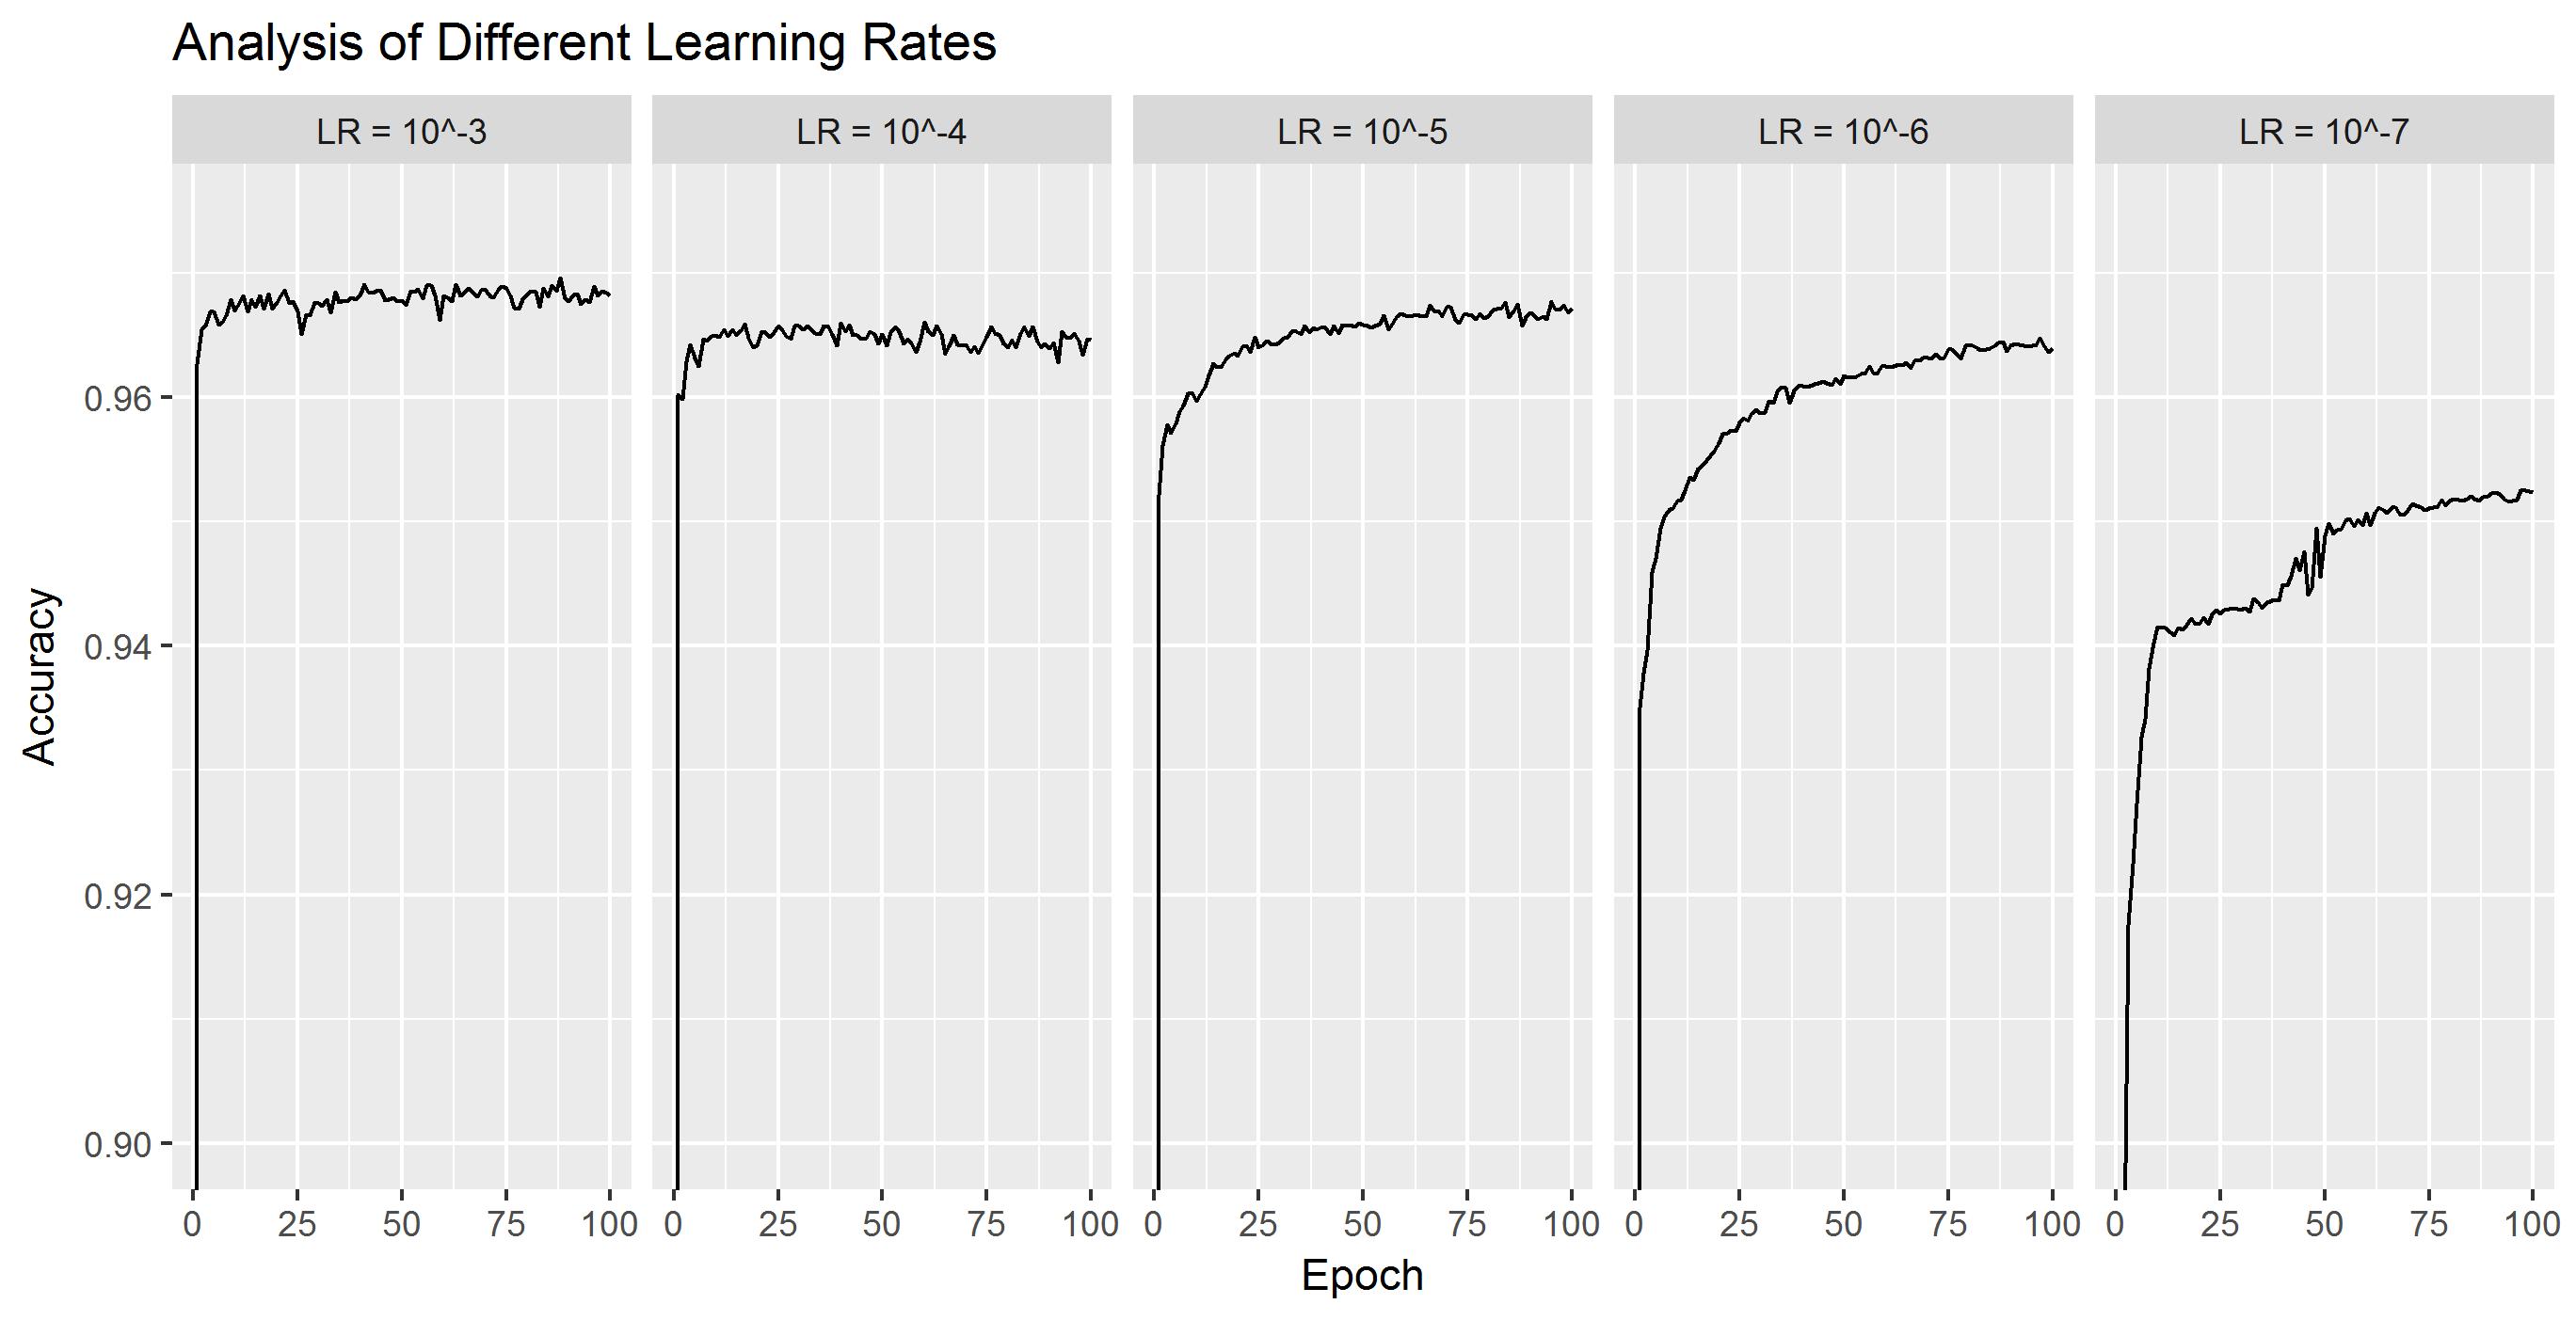 Analysis of Different Learning Rates
LR = 10^-3
LR = 10^-4
LR = 10^-5
LR = 10^-6
LR = 10^-7
Accuracy
0.96
0.94
0.92
0.90
0 25 50 75 100
0 25 50 75 100
0 25 50 75 100
0 25 50 75 100
0 25 50 75 100
Epoch